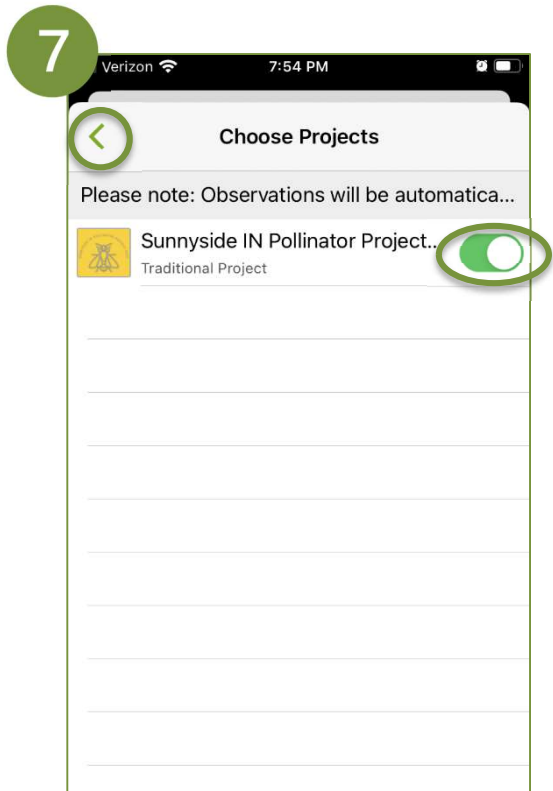 7
Verizon 7:54 PM
Choose Projects
Please note: Observations will be automatica...
Sunnyside IN Pollinator Project..
Traditional Project